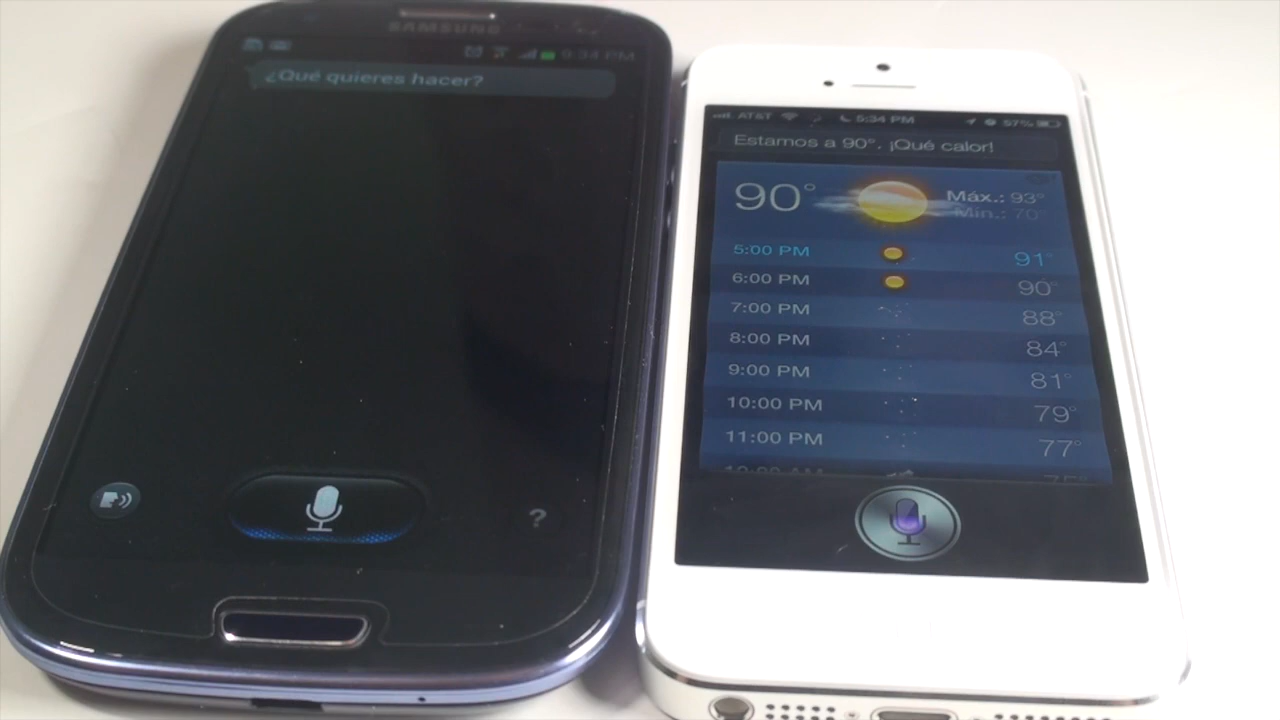 SAMSUNG
9:34 PM
¿Qué quieres hacer?
?
AT&T 5:34 PM 57%
Estamos a 90°. ¡Qué calor!
90° Máx.: 93°
Mín.: 70°
5:00 PM 91°
6:00 PM 90°
7:00 PM 88°
8:00 PM 84°
9:00 PM 81°
10:00 PM 79°
11:00 PM 77°